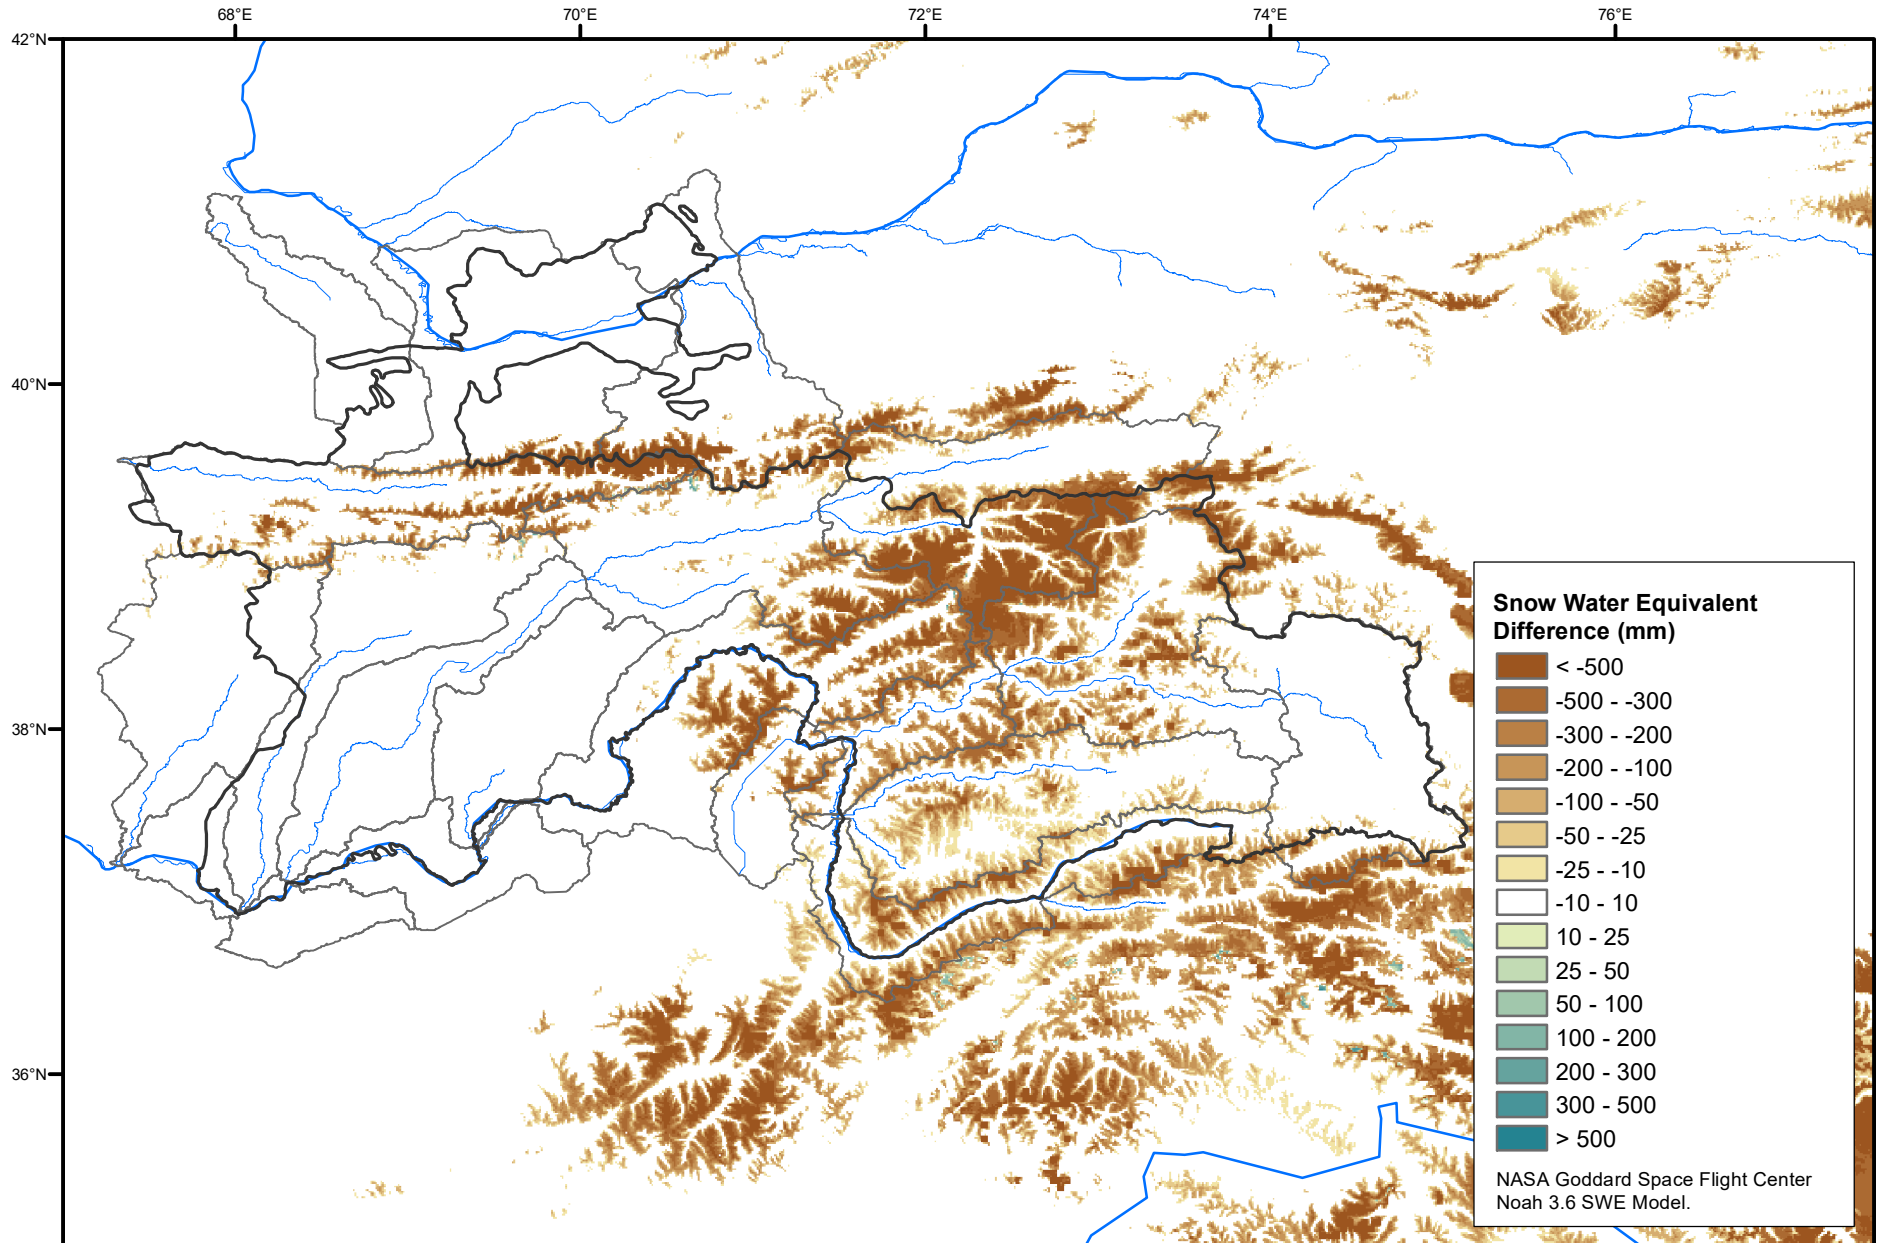 68°E
70°E
72°E
74°E
76°E
42°N
40°N
38°N
36°N
Snow Water Equivalent
Difference (mm)
< -500
-500 - -300
-300 - -200
-200 - -100
-100 - -50
-50 - -25
-25 - -10
-10 - 10
10 - 25
25 - 50
50 - 100
100 - 200
200 - 300
300 - 500
> 500
NASA Goddard Space Flight Center
Noah 3.6 SWE Model.